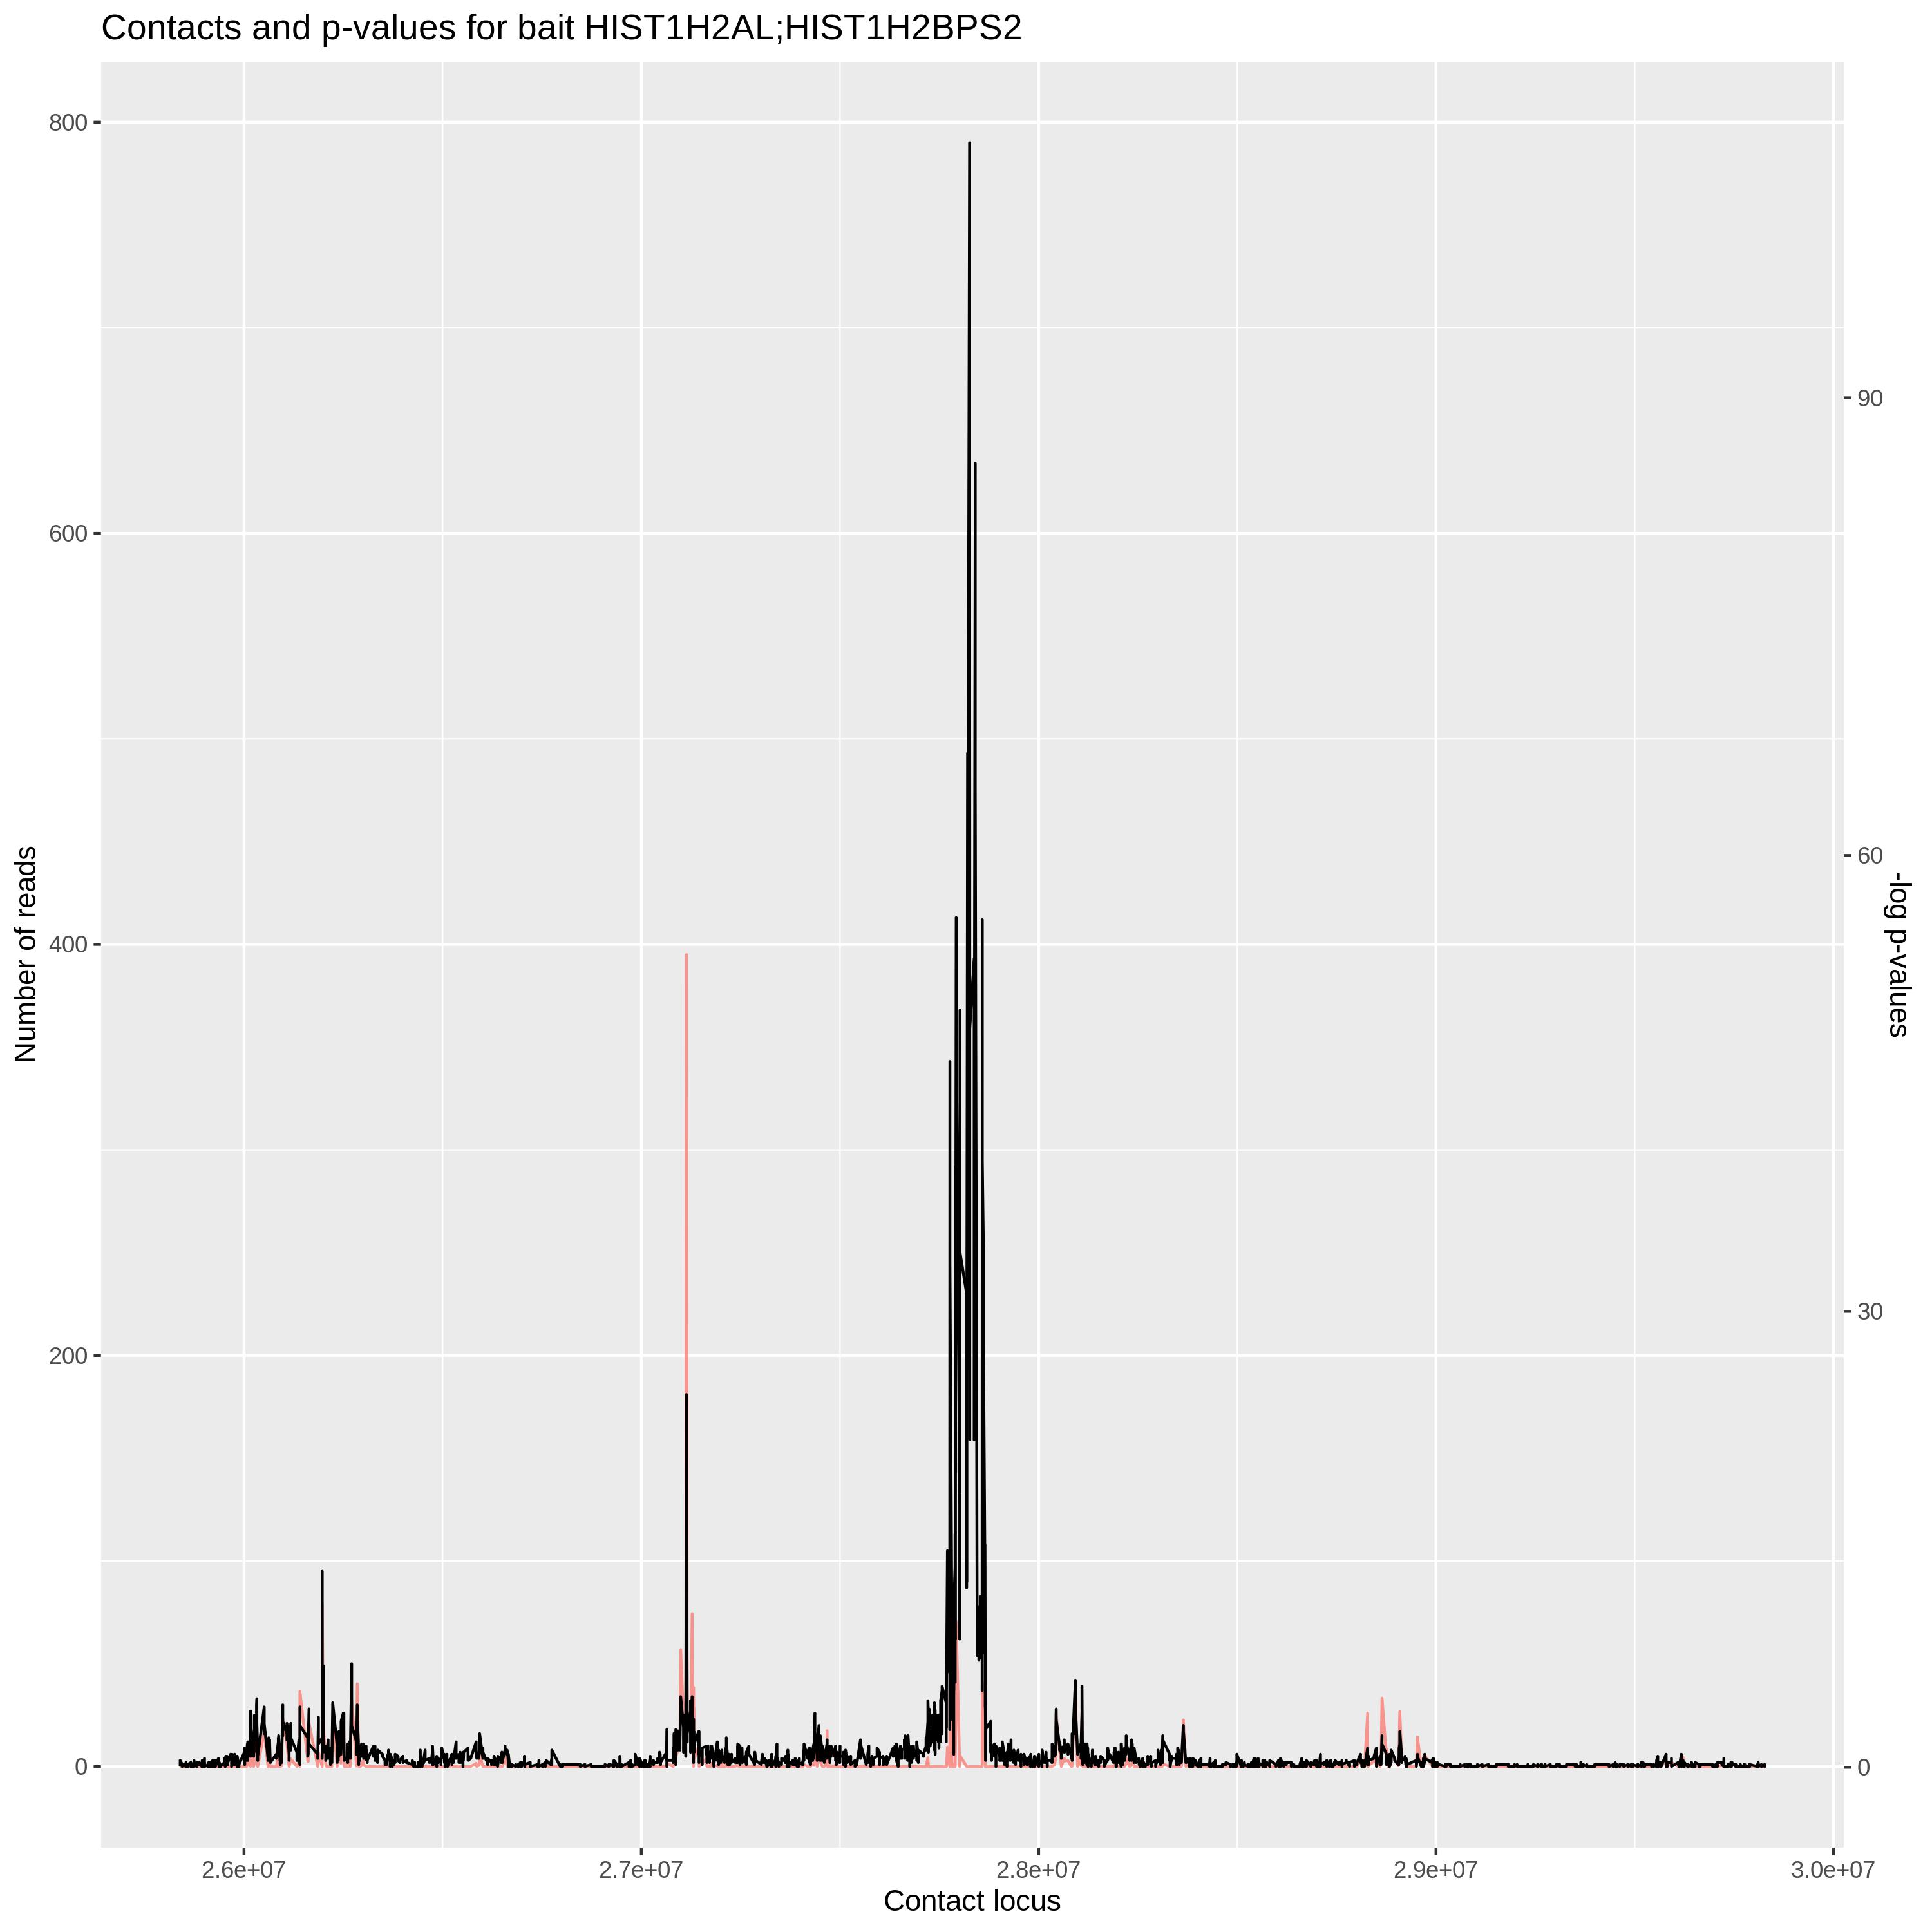 Contacts and p-values for bait HIST1H2AL;HIST1H2BPS2
800
600
400
200
0
Number of reads
90
60
30
0
-log p-values
2.6e+07 2.7e+07 2.8e+07 2.9e+07 3.0e+07
Contact locus